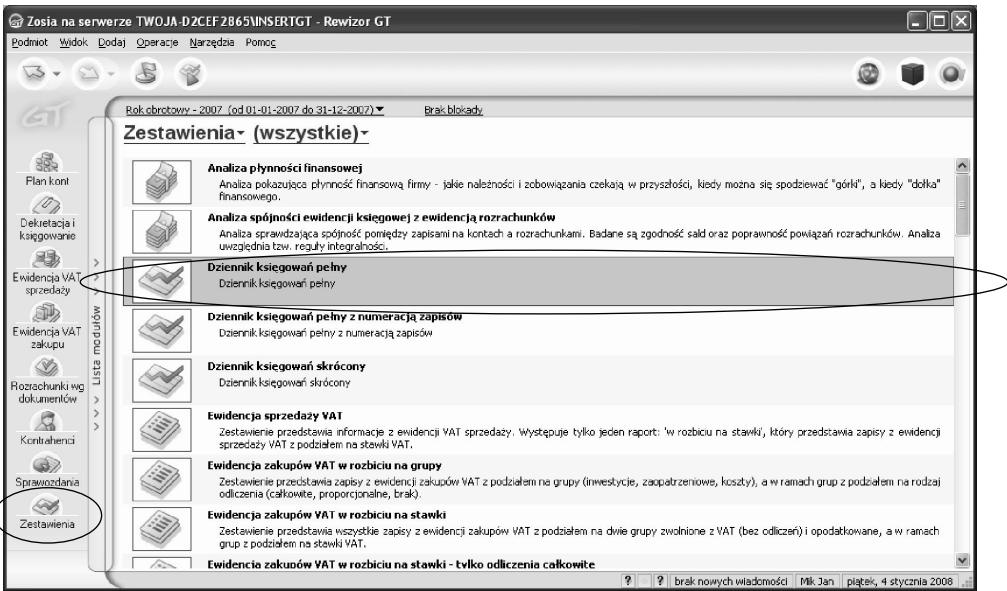 Zosia na serwerze TWOJA-D2CEF2865\INSERTGT - Rewizor GT
Podmiot Widok Dodaj Operacje Narzędzia Pomoc
GT
Rok obrotowy - 2007 (od 01-01-2007 do 31-12-2007) Brak blokady
Zestawienia (wszystkie)
Plan kont
Dekretacja i
księgowanie
Ewidencja VAT
sprzedaży
Ewidencja VAT
zakupu
Rozrachunki wg
dokumentów
Kontrahenci
Sprawozdania
Zestawienia
> > Lista modułów > > >
Analiza płynności finansowej
Analiza pokazująca płynność finansową firmy - jakie należności i zobowiązania czekają w przyszłości, kiedy można się spodziewać "górki", a kiedy "dołka"
finansowego.
Analiza spójności ewidencji księgowej z ewidencją rozrachunków
Analiza sprawdzająca spójność pomiędzy zapisami na kontach a rozrachunkami. Badane są zgodność sald oraz poprawność powiązań rozrachunków. Analiza
uwzględnia tzw. reguły integralności.
Dziennik księgowań pełny
Dziennik księgowań pełny
Dziennik księgowań pełny z numeracją zapisów
Dziennik księgowań pełny z numeracją zapisów
Dziennik księgowań skrócony
Dziennik księgowań skrócony
Ewidencja sprzedaży VAT
Zestawienie przedstawia informacje z ewidencji VAT sprzedaży. Występuje tylko jeden raport: 'w rozbiciu na stawki', który przedstawia zapisy z ewidencji
sprzedaży VAT z podziałem na stawki VAT.
Ewidencja zakupów VAT w rozbiciu na grupy
Zestawienie przedstawia zapisy z ewidencji zakupów VAT z podziałem na grupy (inwestycje, zaopatrzeniowe, koszty), a w ramach grup z podziałem na rodzaj
odliczenia (całkowite, proporcjonalne, brak).
Ewidencja zakupów VAT w rozbiciu na stawki
Zestawienie przedstawia wszystkie zapisy z ewidencji zakupów VAT z podziałem na dwie grupy zwolnione z VAT (bez odliczeń) i opodatkowane, a w ramach
grup z podziałem na stawki VAT.
Ewidencja zakupów VAT w rozbiciu na stawki - tylko odliczenia całkowite
? ? brak nowych wiadomości Mik Jan piątek, 4 stycznia 2008